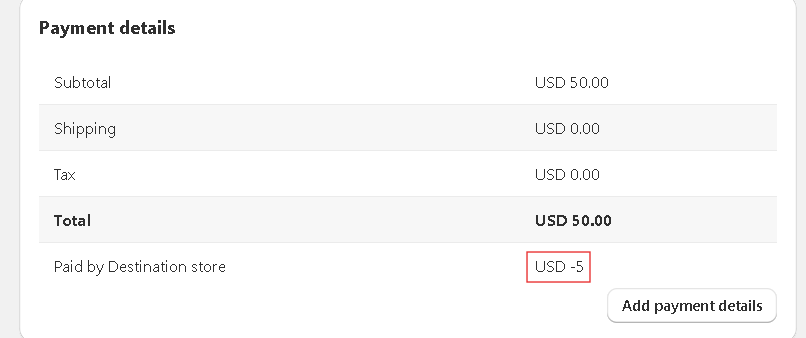 Payment details
Subtotal USD 50.00
Shipping USD 0.00
Tax USD 0.00
Total USD 50.00
Paid by Destination store USD -5
Add payment details